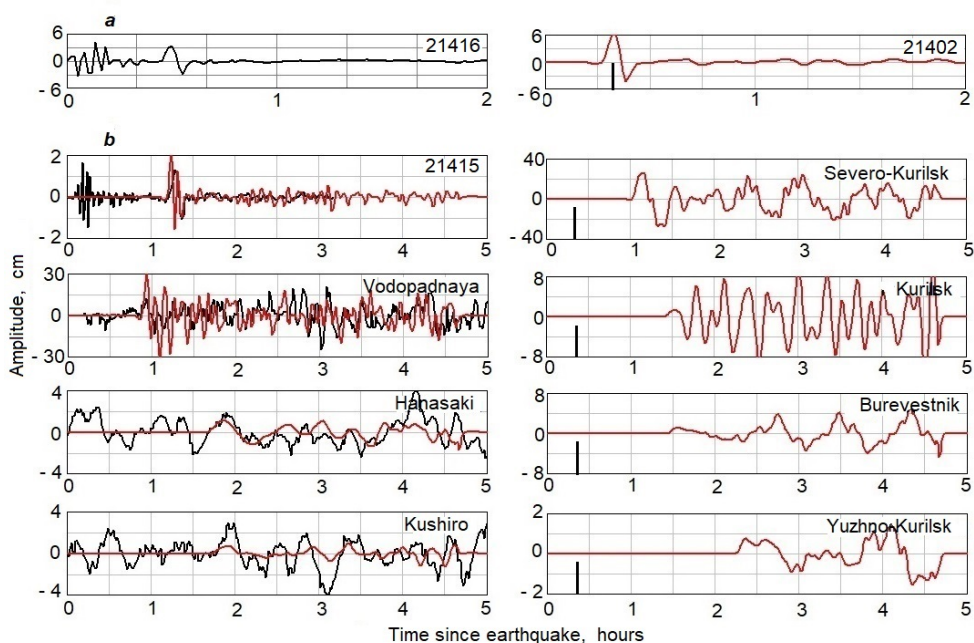 a
6
0
-6
21416
0 1 2
6
0
-6
21402
0 1 2
b
2
0
-2
21415
0 1 2 3 4 5
40
0
-40
Severo-Kurilsk
0 1 2 3 4 5
Amplitude, cm
30
0
-30
Vodopadnaya
0 1 2 3 4 5
8
0
-8
Kurilsk
0 1 2 3 4 5
4
0
-4
Hanasaki
0 1 2 3 4 5
8
0
-8
Burevestnik
0 1 2 3 4 5
4
0
-4
Kushiro
0 1 2 3 4 5
2
0
-2
Yuzhno-Kurilsk
0 1 2 3 4 5
Time since earthquake, hours